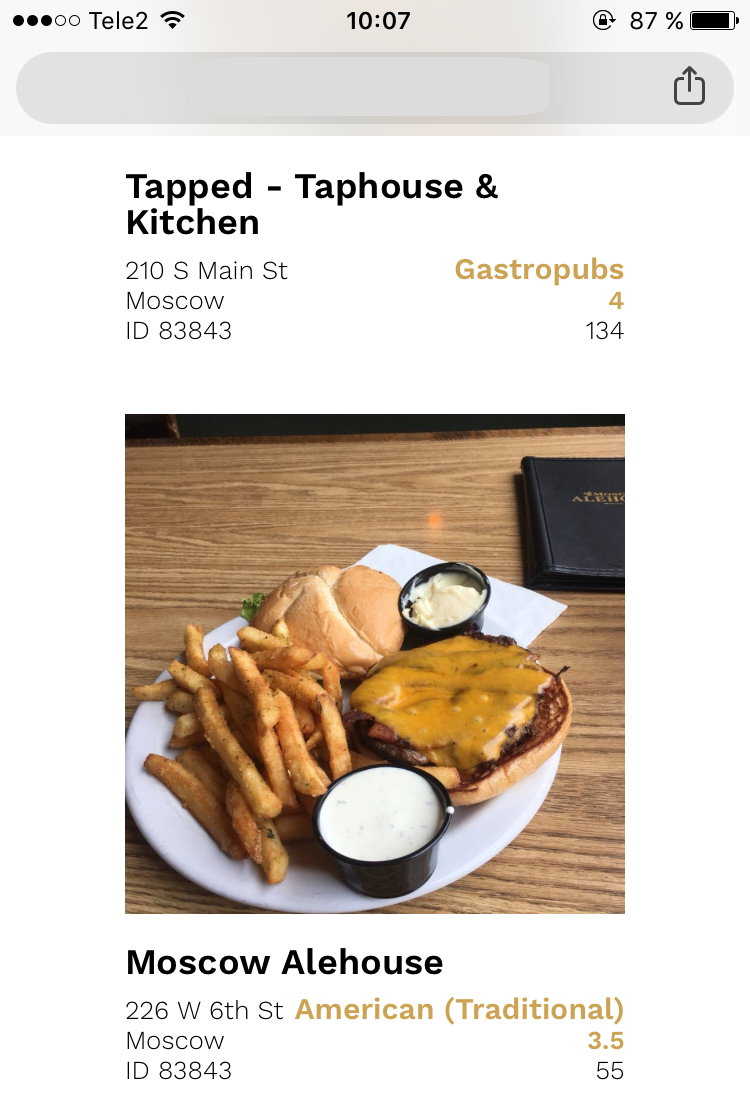 Tele2 10:07 87 %
Tapped - Taphouse &
Kitchen
210 S Main St Gastropubs
Moscow 4
ID 83843 134
Moscow Alehouse
226 W 6th St American (Traditional)
Moscow 3.5
ID 83843 55